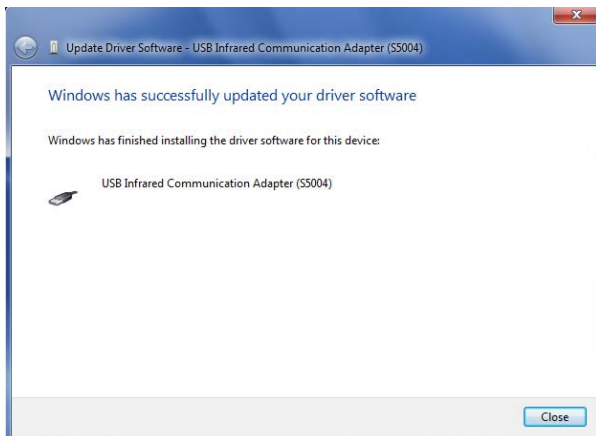 Update Driver Software - USB Infrared Communication Adapter (S5004)
Windows has successfully updated your driver software
Windows has finished installing the driver software for this device:
USB Infrared Communication Adapter (S5004)
Close